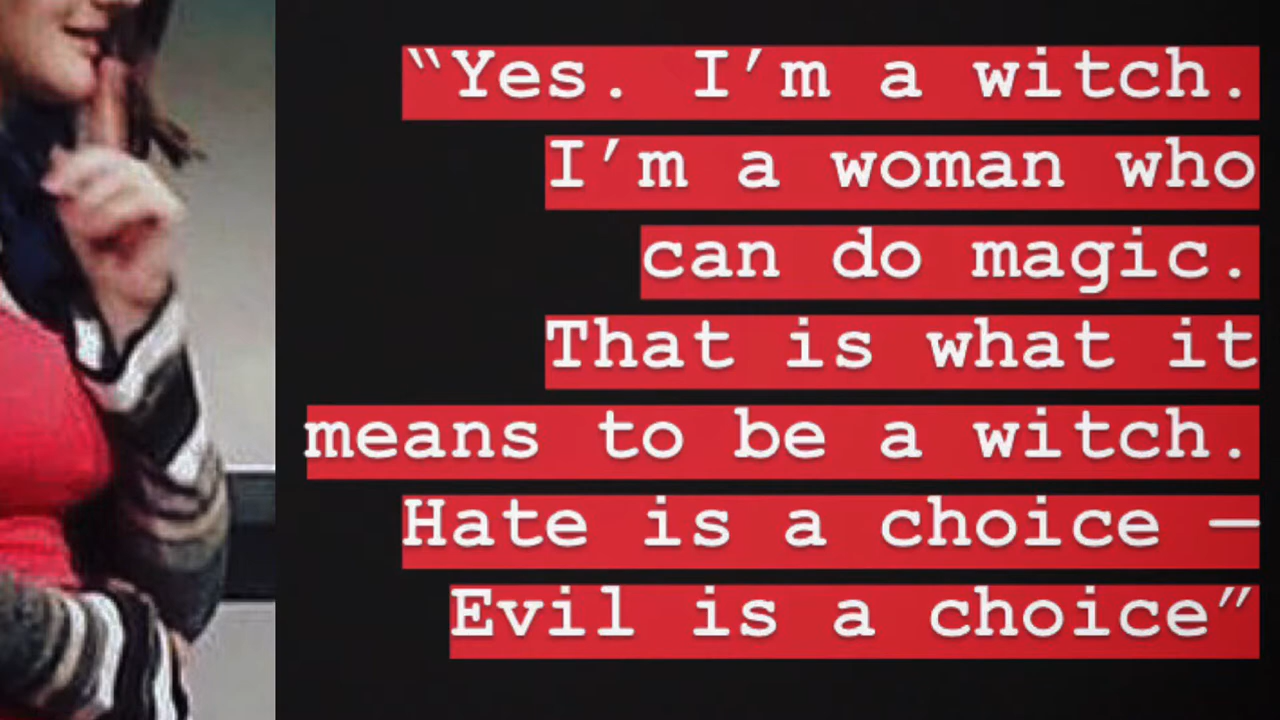 “Yes. I’m a witch.
I’m a woman who
can do magic.
That is what it
means to be a witch.
Hate is a choice —
Evil is a choice”